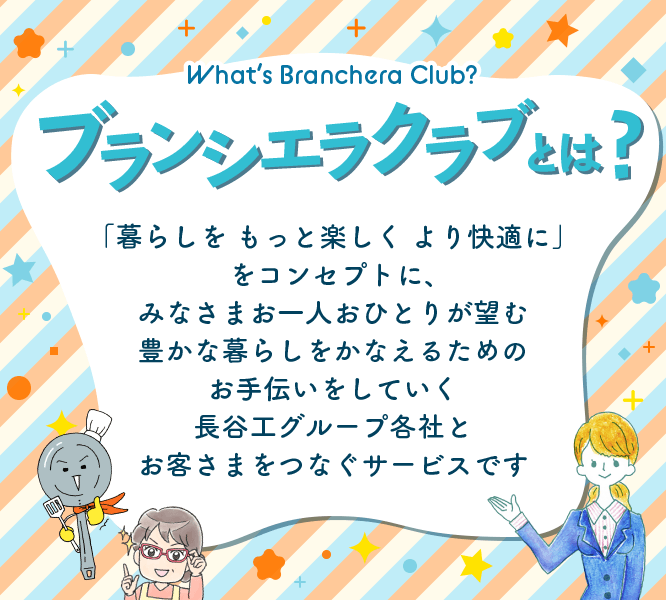 What's Branchera Club?
ブランシエラクラブとは?
「暮らしを もっと楽しく より快適に」
をコンセプトに、
みなさまお一人おひとりが望む
豊かな暮らしをかなえるための
お手伝いをしていく
長谷工グループ各社と
お客さまをつなぐサービスです